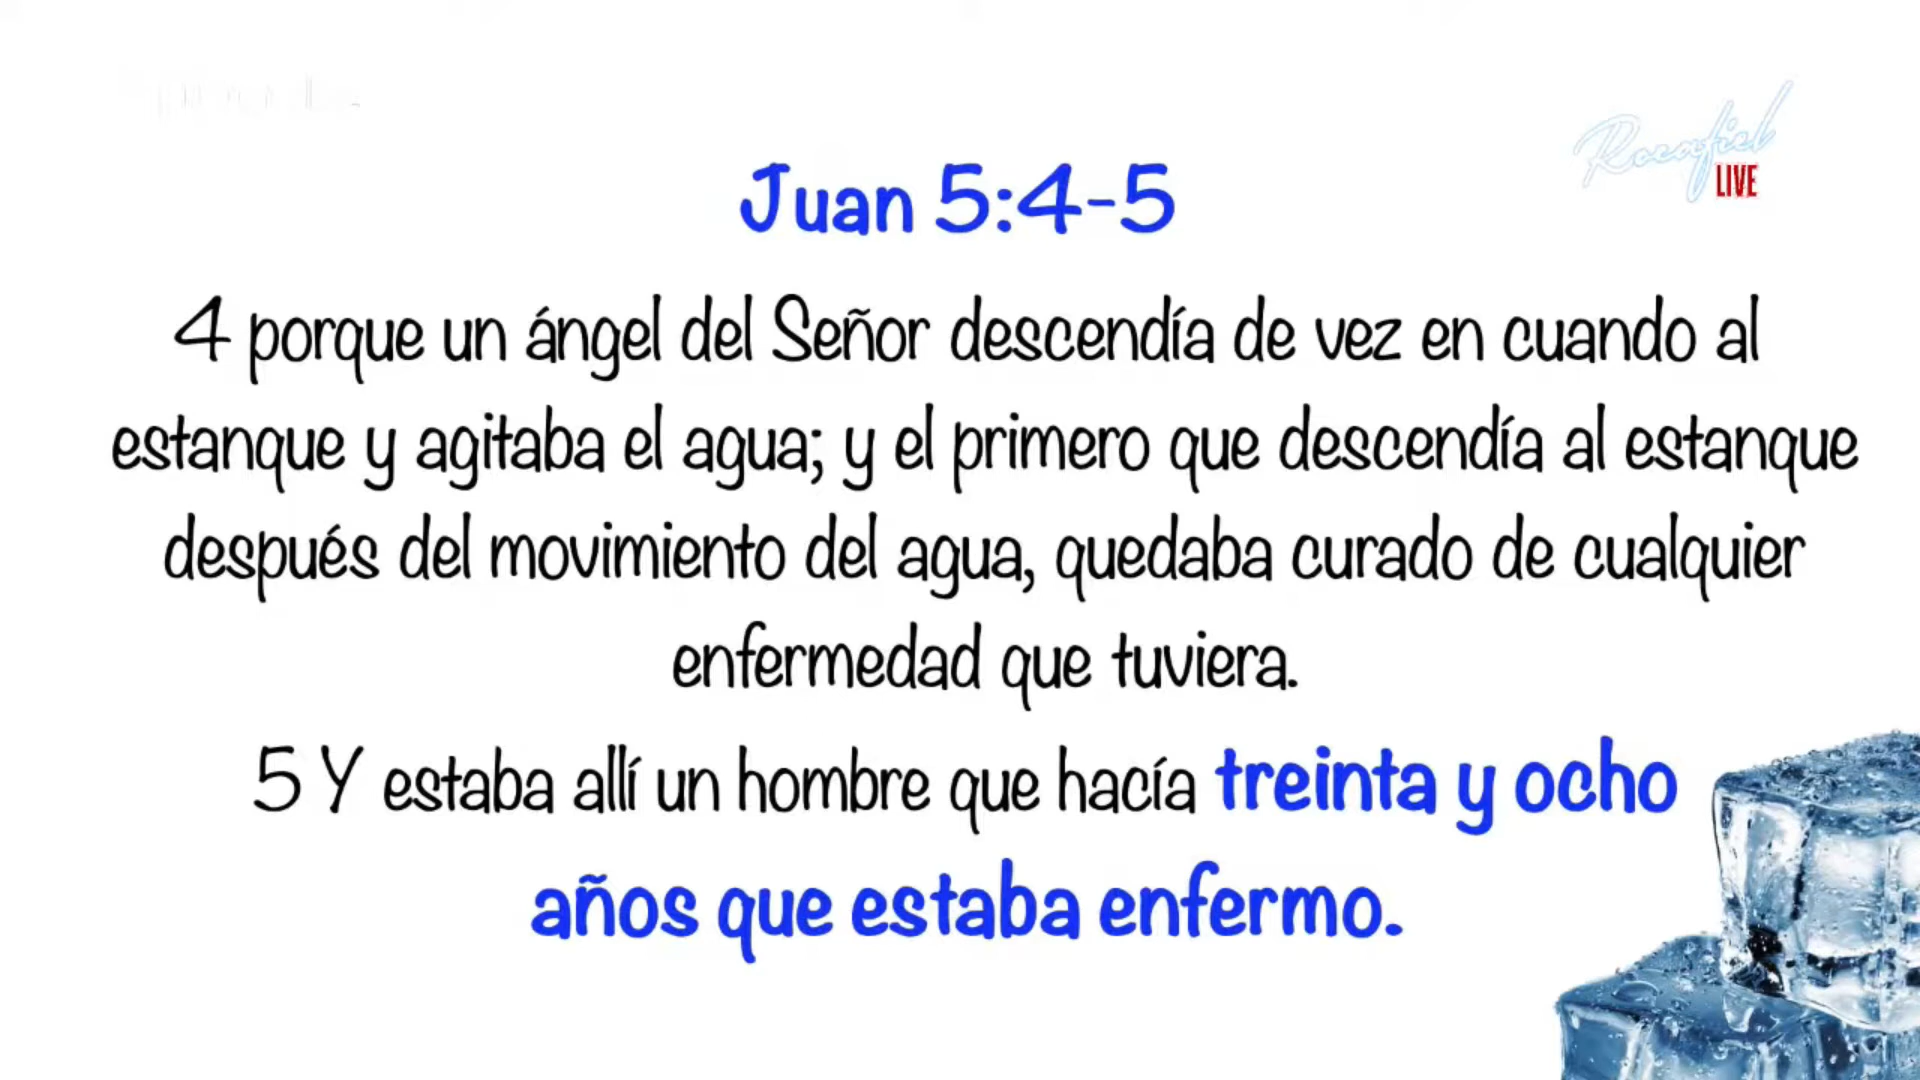 Rocafiel
LIVE
Juan 5:4-5
4 porque un ángel del Señor descendía de vez en cuando al
estanque y agitaba el agua; y el primero que descendía al estanque
después del movimiento del agua, quedaba curado de cualquier
enfermedad que tuviera.
5 Y estaba allí un hombre que hacía treinta y ocho
años que estaba enfermo.